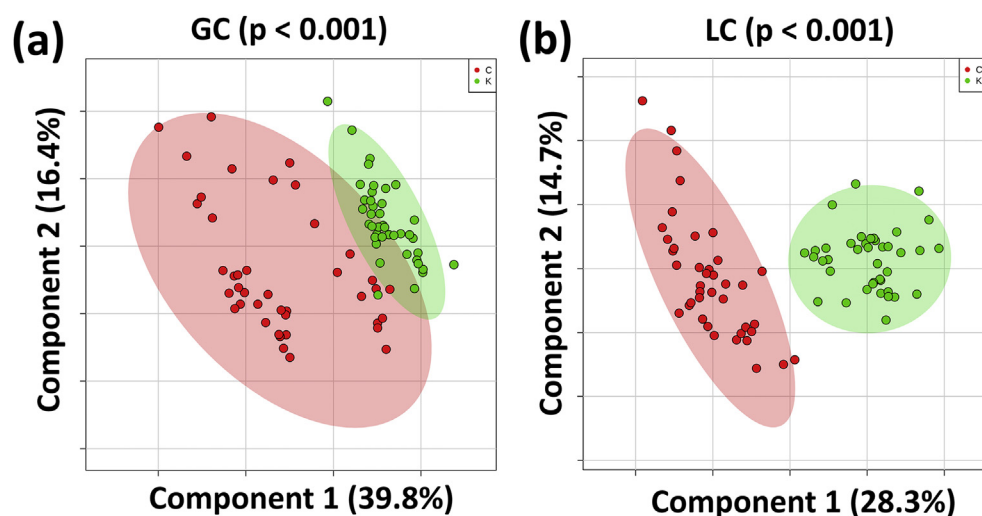 (a)
GC (p < 0.001)
C
K
Component 2 (16.4%)
Component 1 (39.8%)
(b)
LC (p < 0.001)
C
K
Component 2 (14.7%)
Component 1 (28.3%)